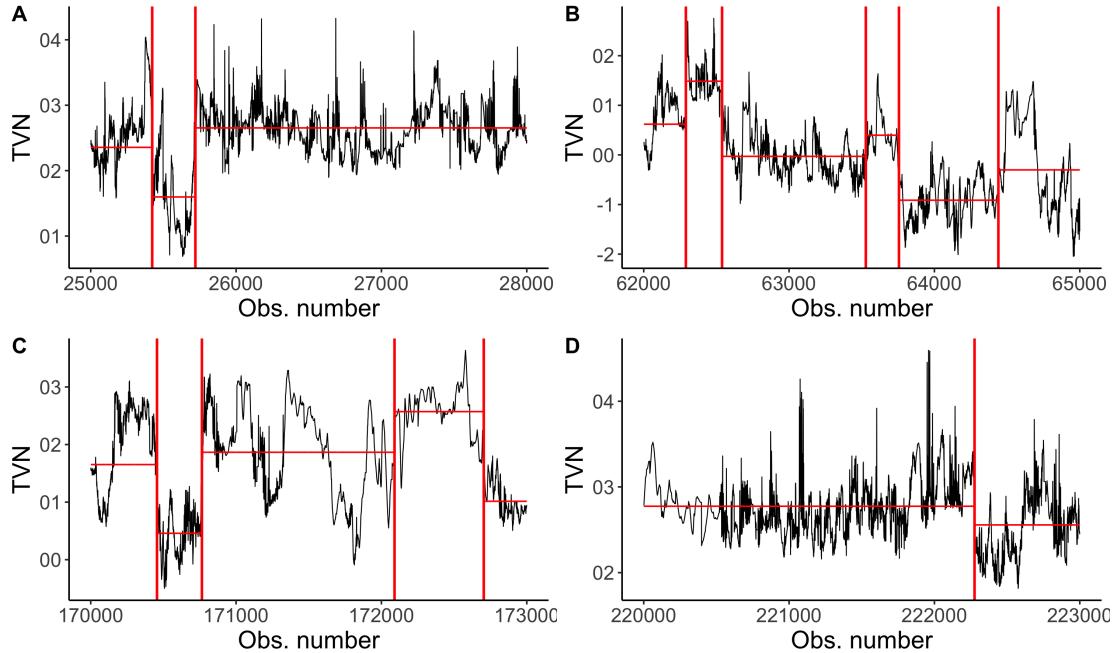 A
04
03
02
01
TVN
25000 26000 27000 28000
Obs. number
B
02
01
00
-1
-2
TVN
62000 63000 64000 65000
Obs. number
C
03
02
01
00
TVN
170000 171000 172000 173000
Obs. number
D
04
03
02
TVN
220000 221000 222000 223000
Obs. number